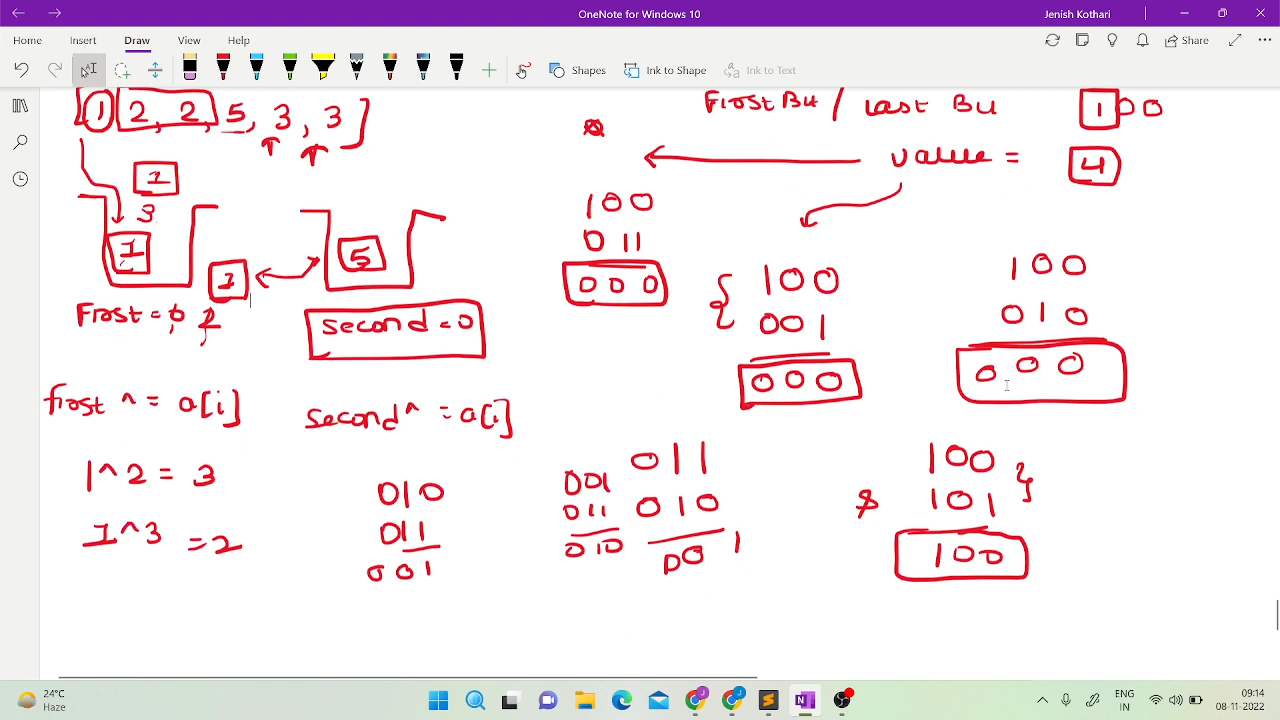 OneNote for Windows 10
Jenish Kothari
Home Insert Draw View Help
Share
Shapes
Ink to Shape
Ink to Text
1 2, 2, 5, 3, 3 ]
First Bit / Last Bit
100
value = 4
1
3
1
1
5
First = 0, 1
second = 0
100
011
000
100
001
000
100
010
000
first ^ = a[i]
second ^ = a[i]
1^2 = 3
1^3 = 2
010
011
001
001
011
010
011
010
001
100
& 101
100
24°C
Haze
ENG
IN
09:14
08-11-2022